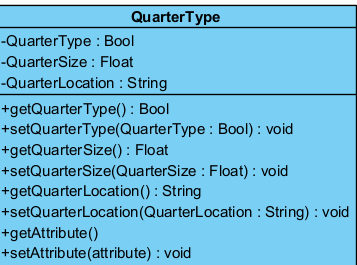 QuarterType
-QuarterType : Bool
-QuarterSize : Float
-QuarterLocation : String
+getQuarterType() : Bool
+setQuarterType(QuarterType : Bool) : void
+getQuarterSize() : Float
+setQuarterSize(QuarterSize : Float) : void
+getQuarterLocation() : String
+setQuarterLocation(QuarterLocation : String) : void
+getAttribute()
+setAttribute(attribute) : void